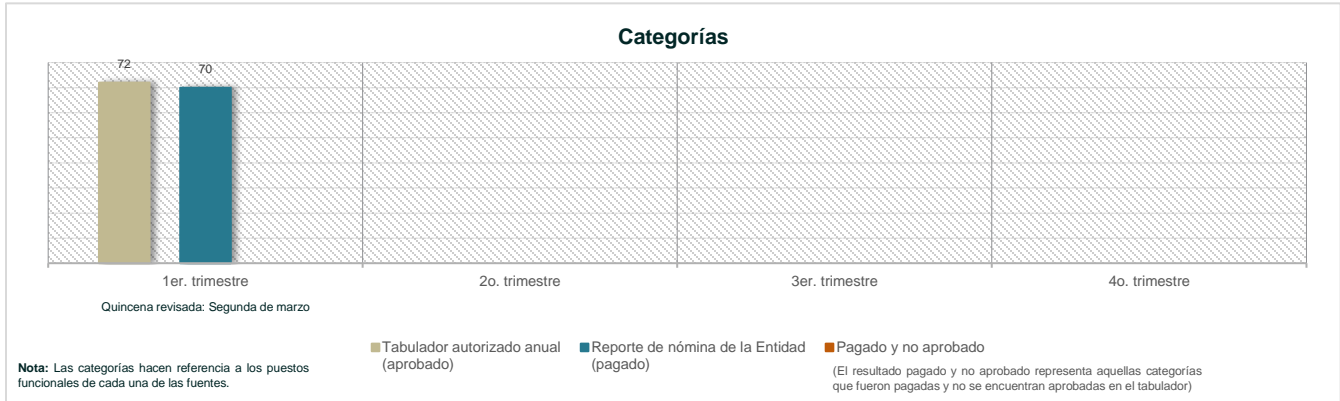 Categorías
72
70
1er. trimestre
2o. trimestre
3er. trimestre
4o. trimestre
Quincena revisada: Segunda de marzo
Tabulador autorizado anual
(aprobado)
Reporte de nómina de la Entidad
(pagado)
Pagado y no aprobado
(El resultado pagado y no aprobado representa aquellas categorías
que fueron pagadas y no se encuentran aprobadas en el tabulador)
Nota: Las categorías hacen referencia a los puestos
funcionales de cada una de las fuentes.